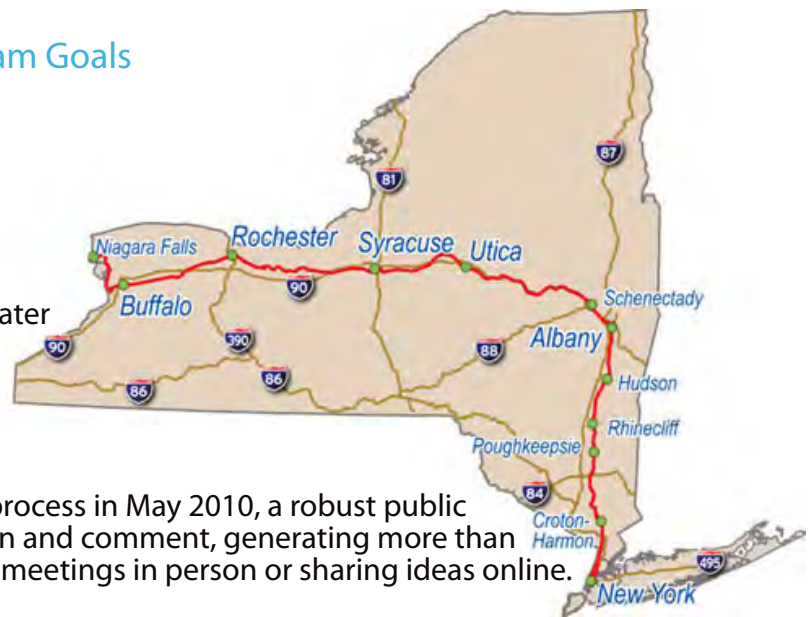 am Goals
87
81
Niagara Falls
Rochester
Syracuse
Utica
90
Buffalo
Schenectady
ater
Albany
90
390
88
86
86
Hudson
Rhinecliff
Poughkeepsie
84
process in May 2010, a robust public
Croton-
Harmon
n and comment, generating more than
meetings in person or sharing ideas online.
495
New York